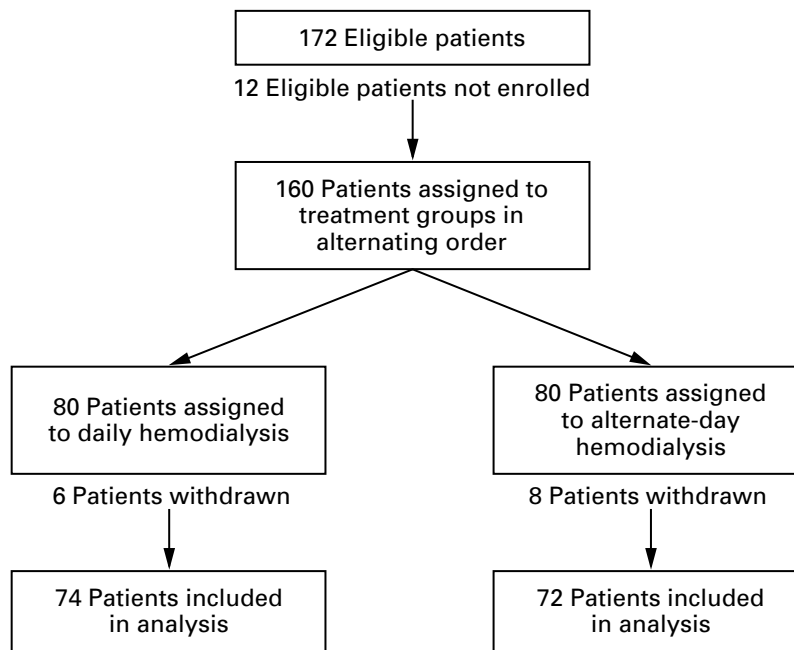 172 Eligible patients
12 Eligible patients not enrolled
160 Patients assigned to
treatment groups in
alternating order
80 Patients assigned
to daily hemodialysis
80 Patients assigned
to alternate-day
hemodialysis
6 Patients withdrawn
8 Patients withdrawn
74 Patients included
in analysis
72 Patients included
in analysis